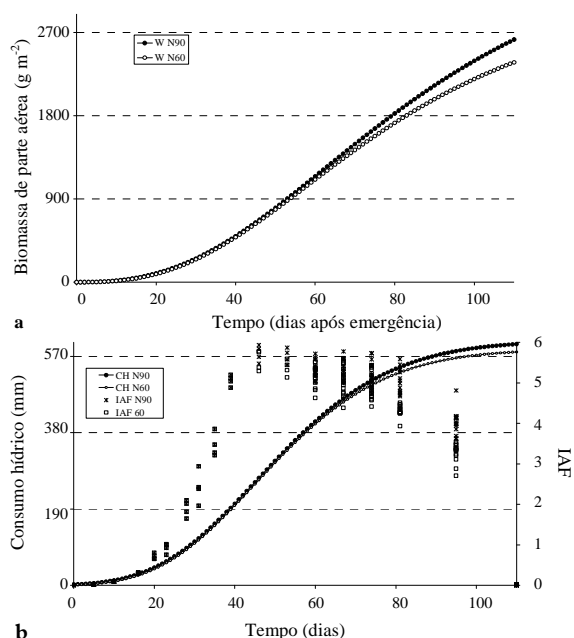 2700
1800
900
0
Biomassa de parte aérea (g m⁻²)
W N90
W N60
0 20 40 60 80 100
Tempo (dias após emergência)
a
570
380
190
0
Consumo hídrico (mm)
CH N90
CH N60
IAF N90
IAF 60
6
5
4
3
2
1
0
IAF
0 20 40 60 80 100
Tempo (dias)
b